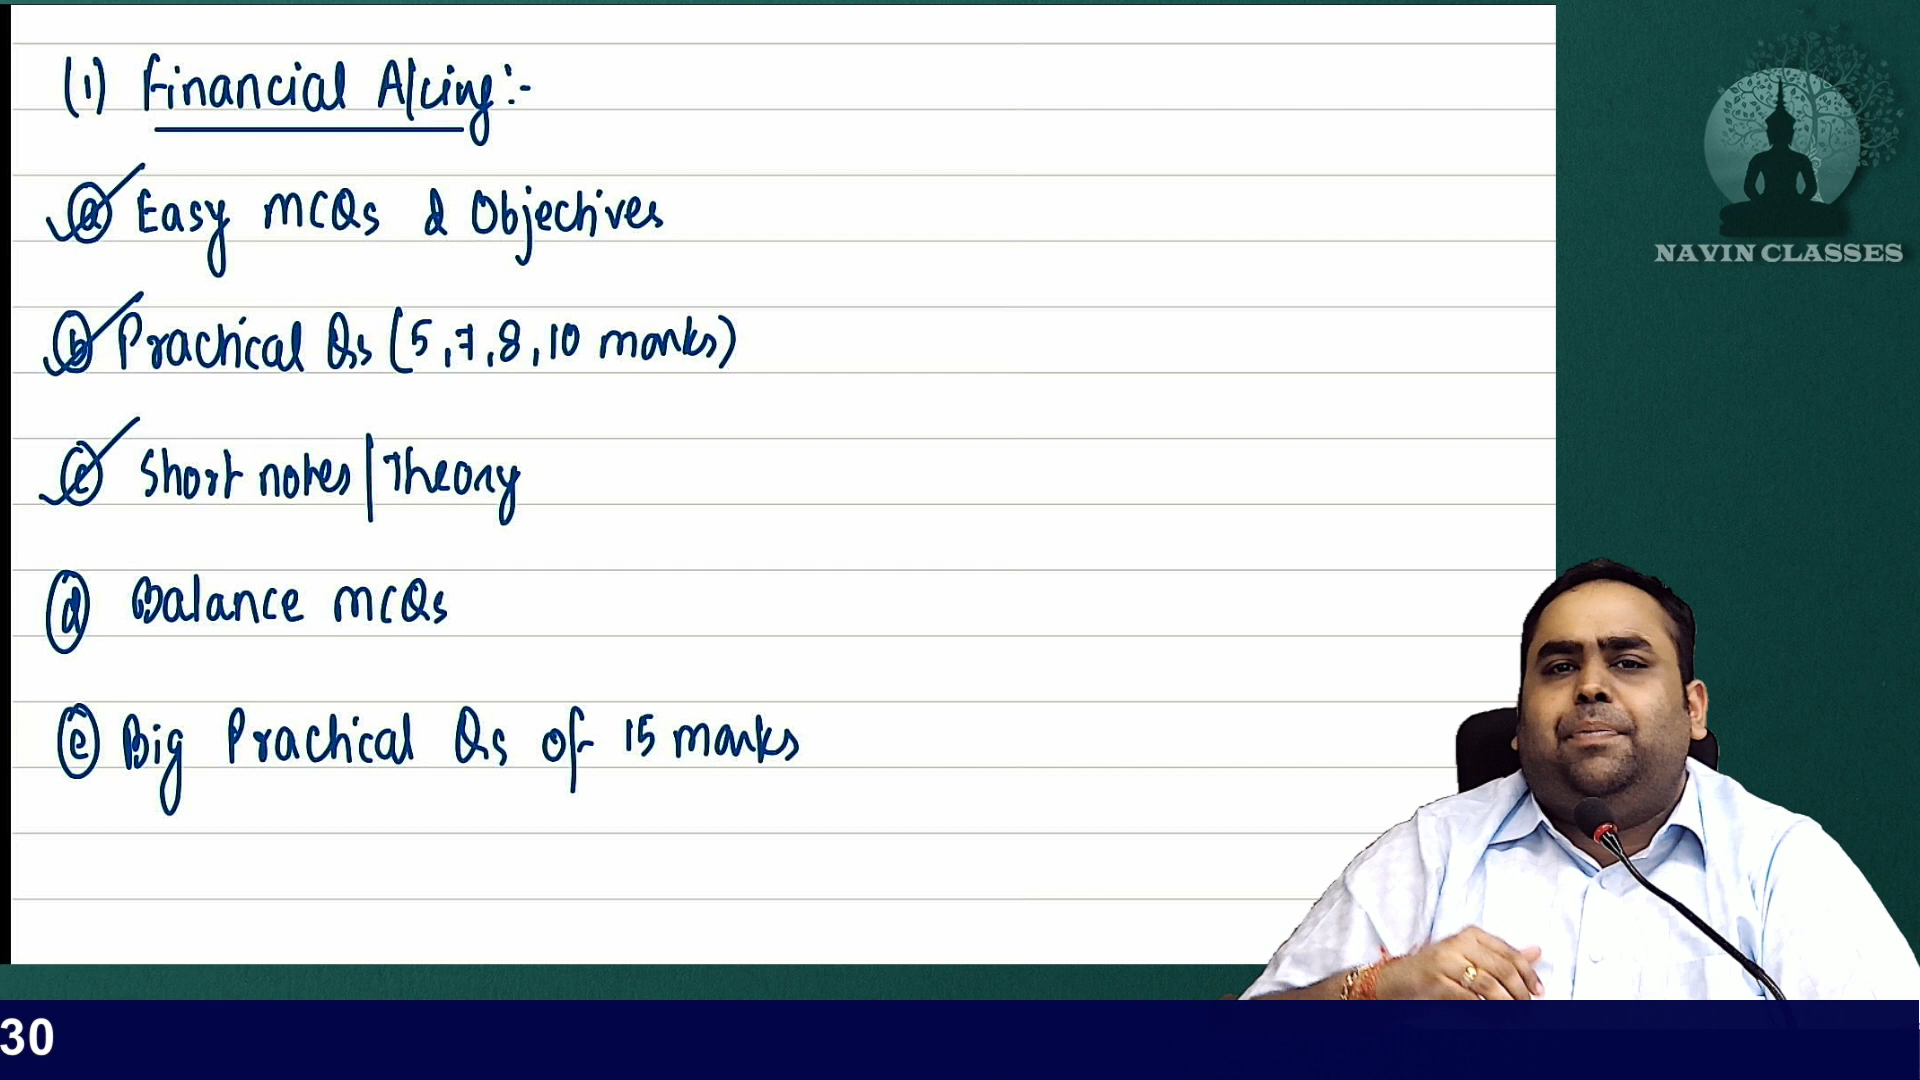 (1) Financial A/cing:-
(a) Easy MCQs & Objectives
(b) Practical Qs (5,7,8,10 marks)
(c) Short notes | Theory
(d) Balance MCQs
(e) Big Practical Qs of 15 marks
NAVIN CLASSES
30